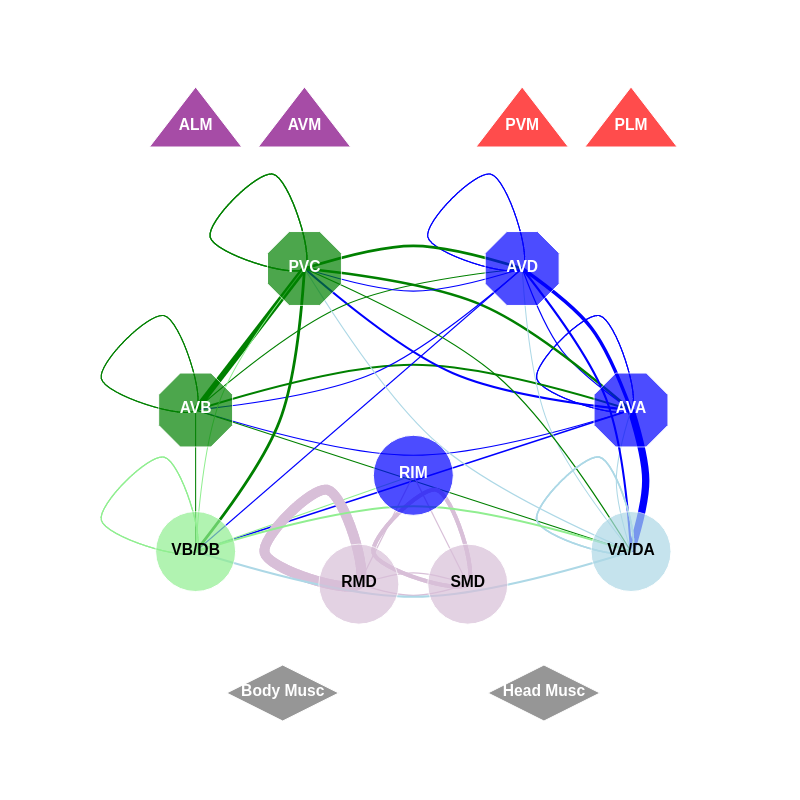 ALM
AVM
PVM
PLM
PVC
AVD
AVB
AVA
RIM
VB/DB
VA/DA
RMD
SMD
Body Musc
Head Musc